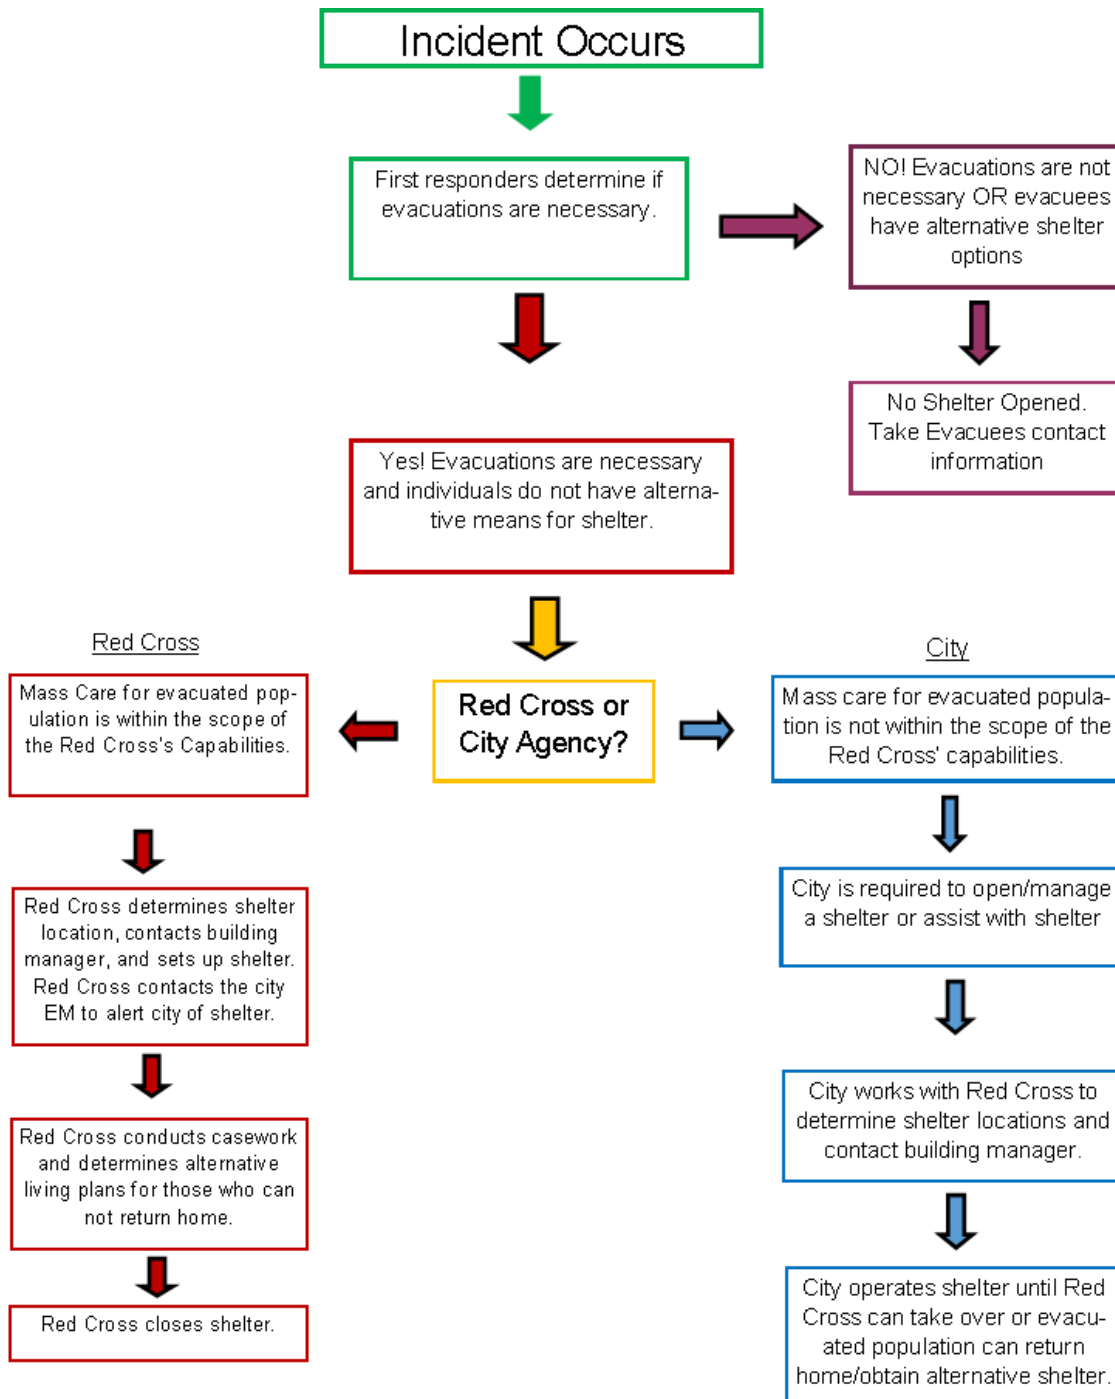 Incident Occurs
First responders determine if
evacuations are necessary.
NO! Evacuations are not
necessary OR evacuees
have alternative shelter
options
No Shelter Opened.
Take Evacuees contact
information
Yes! Evacuations are necessary
and individuals do not have alterna-
tive means for shelter.
Red Cross or
City Agency?
Red Cross
Mass Care for evacuated pop-
ulation is within the scope of
the Red Cross's Capabilities.
Red Cross determines shelter
location, contacts building
manager, and sets up shelter.
Red Cross contacts the city
EM to alert city of shelter.
Red Cross conducts casework
and determines alternative
living plans for those who can
not return home.
Red Cross closes shelter.
City
Mass care for evacuated popula-
tion is not within the scope of the
Red Cross' capabilities.
City is required to open/manage
a shelter or assist with shelter
City works with Red Cross to
determine shelter locations and
contact building manager.
City operates shelter until Red
Cross can take over or evacu-
ated population can return
home/obtain alternative shelter.